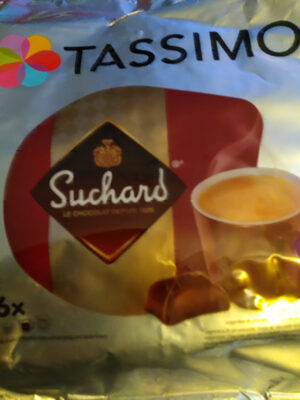 TASSIMO
Suchard
LE CHOCOLAT DEPUIS 1826
6x